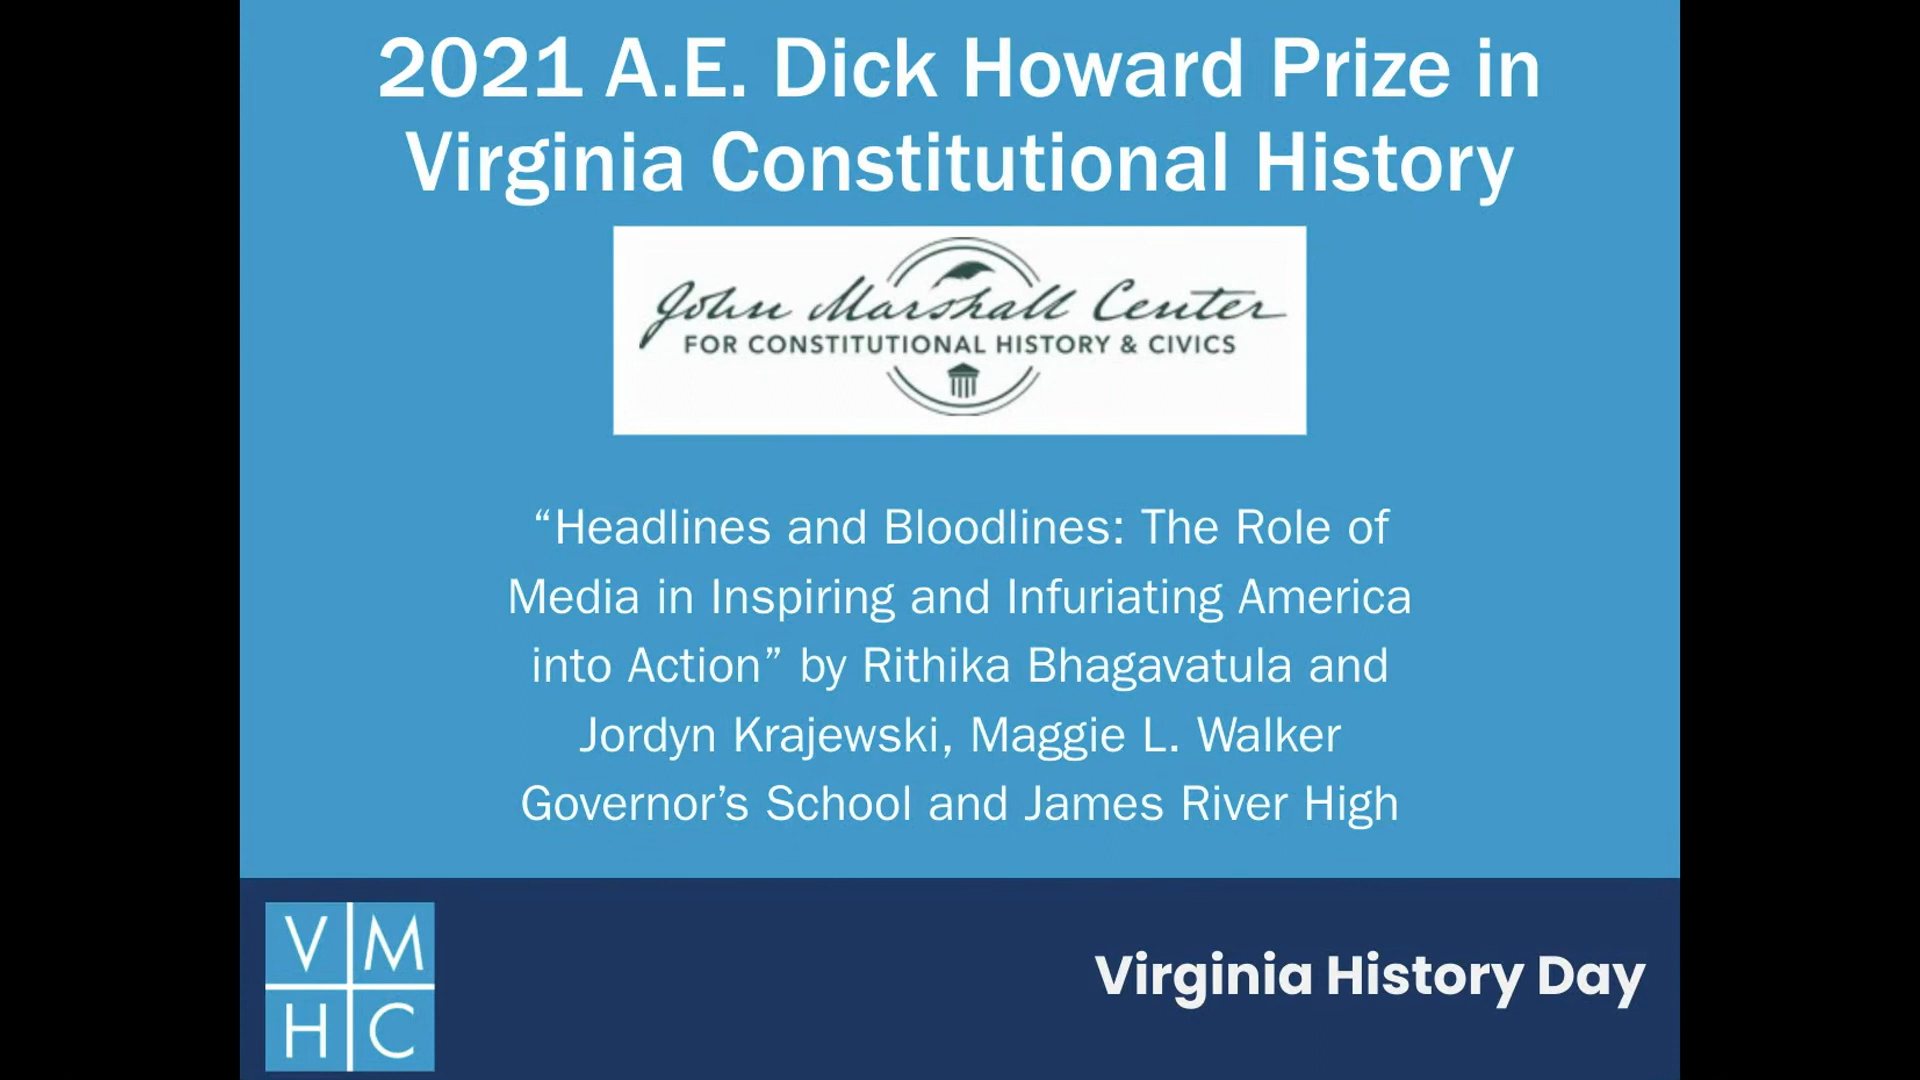 2021 A.E. Dick Howard Prize in
Virginia Constitutional History
John Marshall Center
FOR CONSTITUTIONAL HISTORY & CIVICS
“Headlines and Bloodlines: The Role of
Media in Inspiring and Infuriating America
into Action” by Rithika Bhagavatula and
Jordyn Krajewski, Maggie L. Walker
Governor’s School and James River High
V M
H C
Virginia History Day